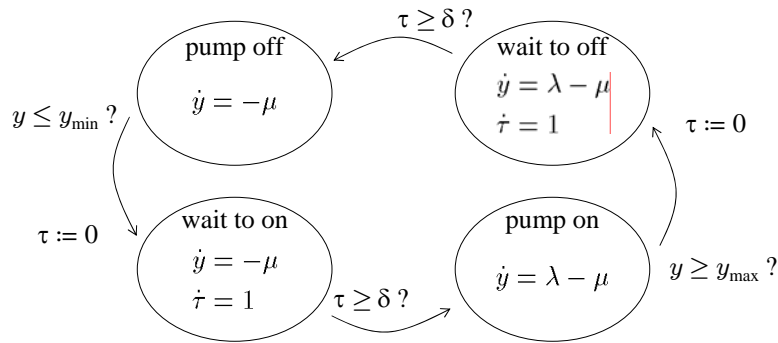 τ ≥ δ ?
pump off
ẏ = −μ
wait to off
ẏ = λ − μ
τ̇ = 1
y ≤ y_min ?
τ := 0
τ := 0
wait to on
ẏ = −μ
τ̇ = 1
τ ≥ δ ?
pump on
ẏ = λ − μ
y ≥ y_max ?